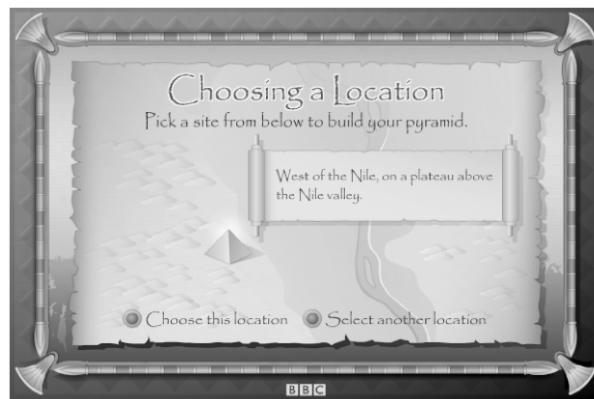 Choosing a Location
Pick a site from below to build your pyramid.
West of the Nile, on a plateau above
the Nile valley.
Choose this location
Select another location
BBC